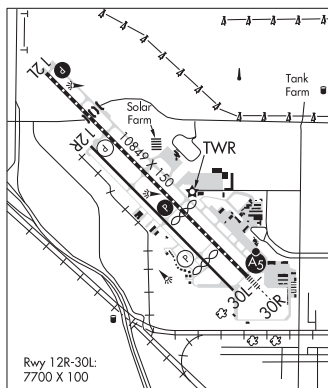 12L
P
Solar
Farm
Tank
Farm
12R
P
10849 X 150
TWR
P
P
A5
30L
30R
Rwy 12R-30L:
7700 X 100